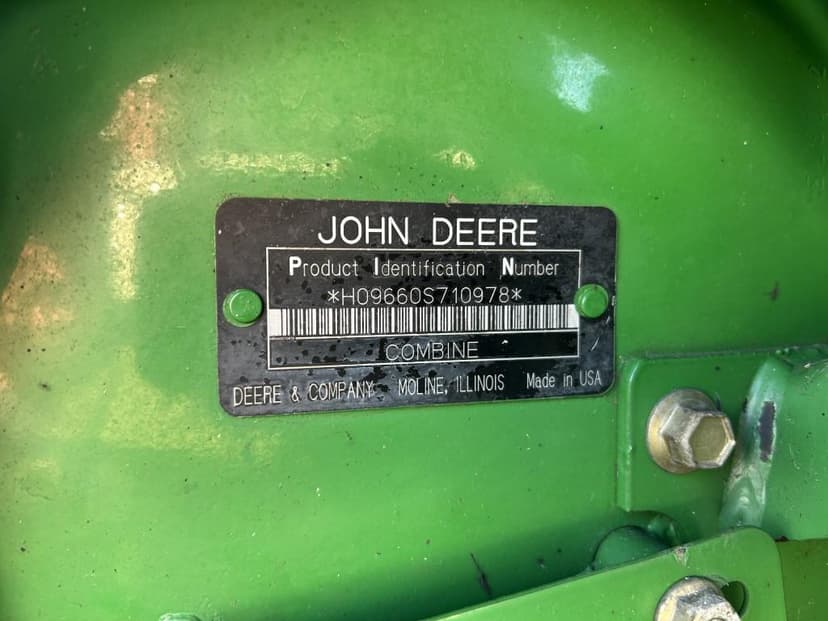 JOHN DEERE
Product Identification Number
*H09660S710978*
COMBINE
DEERE & COMPANY MOLINE, ILLINOIS Made in USA